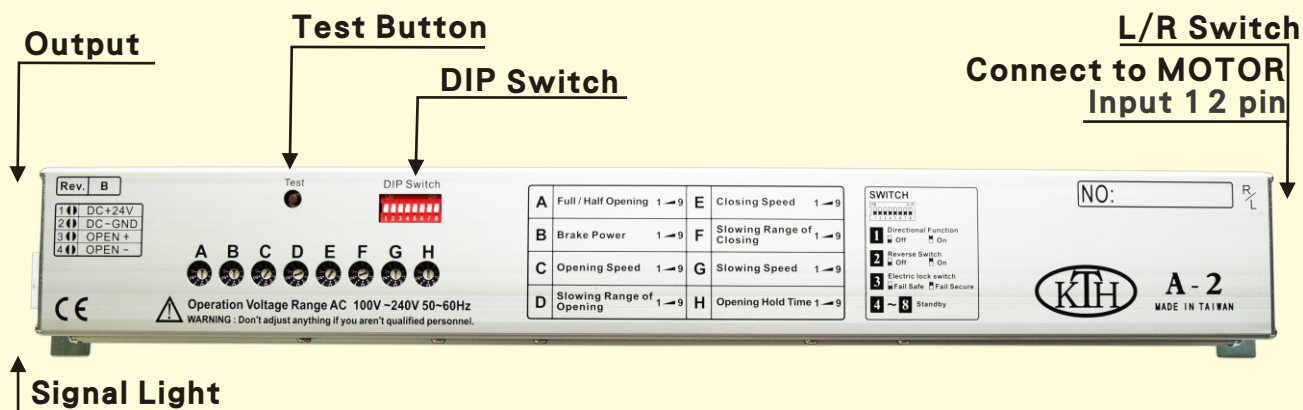 Output
Test Button
DIP Switch
L/R Switch
Connect to MOTOR
Input 12 pin
Rev. B
1 DC+24V
2 DC-GND
3 OPEN +
4 OPEN -
Test
DIP Switch
1 2 3 4 5 6 7 8
A B C D E F G H
CE
Operation Voltage Range AC 100V ~240V 50~60Hz
WARNING : Don't adjust anything if you aren't qualified personnel.
A Full / Half Opening 1 9 E Closing Speed 1 9
B Brake Power 1 9 F Slowing Range of Closing 1 9
C Opening Speed 1 9 G Slowing Speed 1 9
D Slowing Range of Opening 1 9 H Opening Hold Time 1 9
SWITCH
1 Directional Function
Off On
2 Reverse Switch
Off On
3 Electric lock switch
Fail Safe Fail Secure
4 ~ 8 Standby
NO:
R/L
KTH
A-2
MADE IN TAIWAN
Signal Light